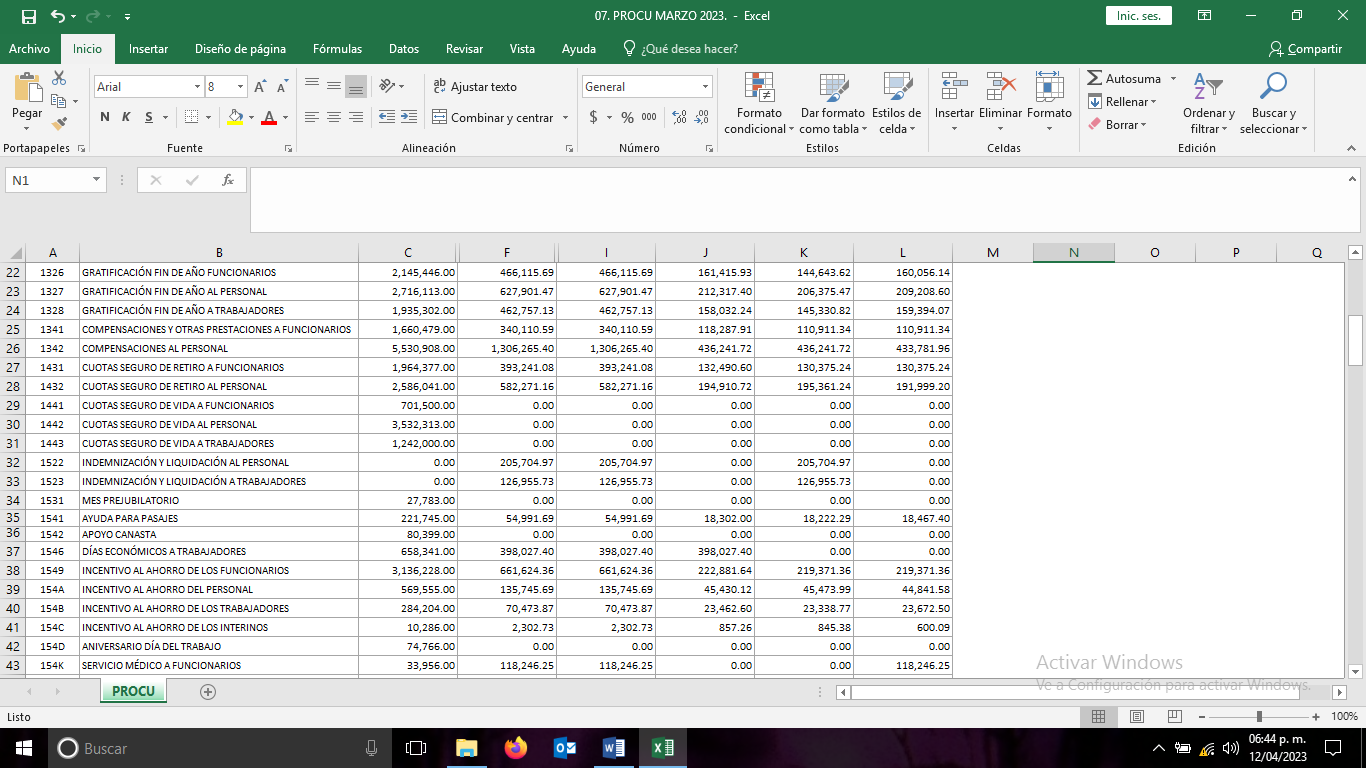 07. PROCU MARZO 2023. - Excel
Inic. ses.
Archivo Inicio Insertar Diseño de página Fórmulas Datos Revisar Vista Ayuda ¿Qué desea hacer? Compartir
Pegar
Arial 8
N K S
Ajustar texto
Combinar y centrar
General
$ % 000
Formato condicional
Dar formato como tabla
Estilos de celda
Insertar Eliminar Formato
Autosuma
Rellenar
Borrar
Ordenar y filtrar
Buscar y seleccionar
Portapapeles Fuente Alineación Número Estilos Celdas Edición
N1 fx
A B C F I J K L M N O P Q
22 1326 GRATIFICACIÓN FIN DE AÑO FUNCIONARIOS 2,145,446.00 466,115.69 466,115.69 161,415.93 144,643.62 160,056.14
23 1327 GRATIFICACIÓN FIN DE AÑO AL PERSONAL 2,716,113.00 627,901.47 627,901.47 212,317.40 206,375.47 209,208.60
24 1328 GRATIFICACIÓN FIN DE AÑO A TRABAJADORES 1,935,302.00 462,757.13 462,757.13 158,032.24 145,330.82 159,394.07
25 1341 COMPENSACIONES Y OTRAS PRESTACIONES A FUNCIONARIOS 1,660,479.00 340,110.59 340,110.59 118,287.91 110,911.34 110,911.34
26 1342 COMPENSACIONES AL PERSONAL 5,530,908.00 1,306,265.40 1,306,265.40 436,241.72 436,241.72 433,781.96
27 1431 CUOTAS SEGURO DE RETIRO A FUNCIONARIOS 1,964,377.00 393,241.08 393,241.08 132,490.60 130,375.24 130,375.24
28 1432 CUOTAS SEGURO DE RETIRO AL PERSONAL 2,586,041.00 582,271.16 582,271.16 194,910.72 195,361.24 191,999.20
29 1441 CUOTAS SEGURO DE VIDA A FUNCIONARIOS 701,500.00 0.00 0.00 0.00 0.00 0.00
30 1442 CUOTAS SEGURO DE VIDA AL PERSONAL 3,532,313.00 0.00 0.00 0.00 0.00 0.00
31 1443 CUOTAS SEGURO DE VIDA A TRABAJADORES 1,242,000.00 0.00 0.00 0.00 0.00 0.00
32 1522 INDEMNIZACIÓN Y LIQUIDACIÓN AL PERSONAL 0.00 205,704.97 205,704.97 0.00 205,704.97 0.00
33 1523 INDEMNIZACIÓN Y LIQUIDACIÓN A TRABAJADORES 0.00 126,955.73 126,955.73 0.00 126,955.73 0.00
34 1531 MES PREJUBILATORIO 27,783.00 0.00 0.00 0.00 0.00 0.00
35 1541 AYUDA PARA PASAJES 221,745.00 54,991.69 54,991.69 18,302.00 18,222.29 18,467.40
36 1542 APOYO CANASTA 80,399.00 0.00 0.00 0.00 0.00 0.00
37 1546 DÍAS ECONÓMICOS A TRABAJADORES 658,341.00 398,027.40 398,027.40 398,027.40 0.00 0.00
38 1549 INCENTIVO AL AHORRO DE LOS FUNCIONARIOS 3,136,228.00 661,624.36 661,624.36 222,881.64 219,371.36 219,371.36
39 154A INCENTIVO AL AHORRO DEL PERSONAL 569,555.00 135,745.69 135,745.69 45,430.12 45,473.99 44,841.58
40 154B INCENTIVO AL AHORRO DE LOS TRABAJADORES 284,204.00 70,473.87 70,473.87 23,462.60 23,338.77 23,672.50
41 154C INCENTIVO AL AHORRO DE LOS INTERINOS 10,286.00 2,302.73 2,302.73 857.26 845.38 600.09
42 154D ANIVERSARIO DÍA DEL TRABAJO 74,766.00 0.00 0.00 0.00 0.00 0.00
43 154K SERVICIO MÉDICO A FUNCIONARIOS 33,956.00 118,246.25 118,246.25 0.00 0.00 118,246.25
Activar Windows
Ve a Configuración para activar Windows.
PROCU
Listo 100%
Buscar
06:44 p. m.
12/04/2023